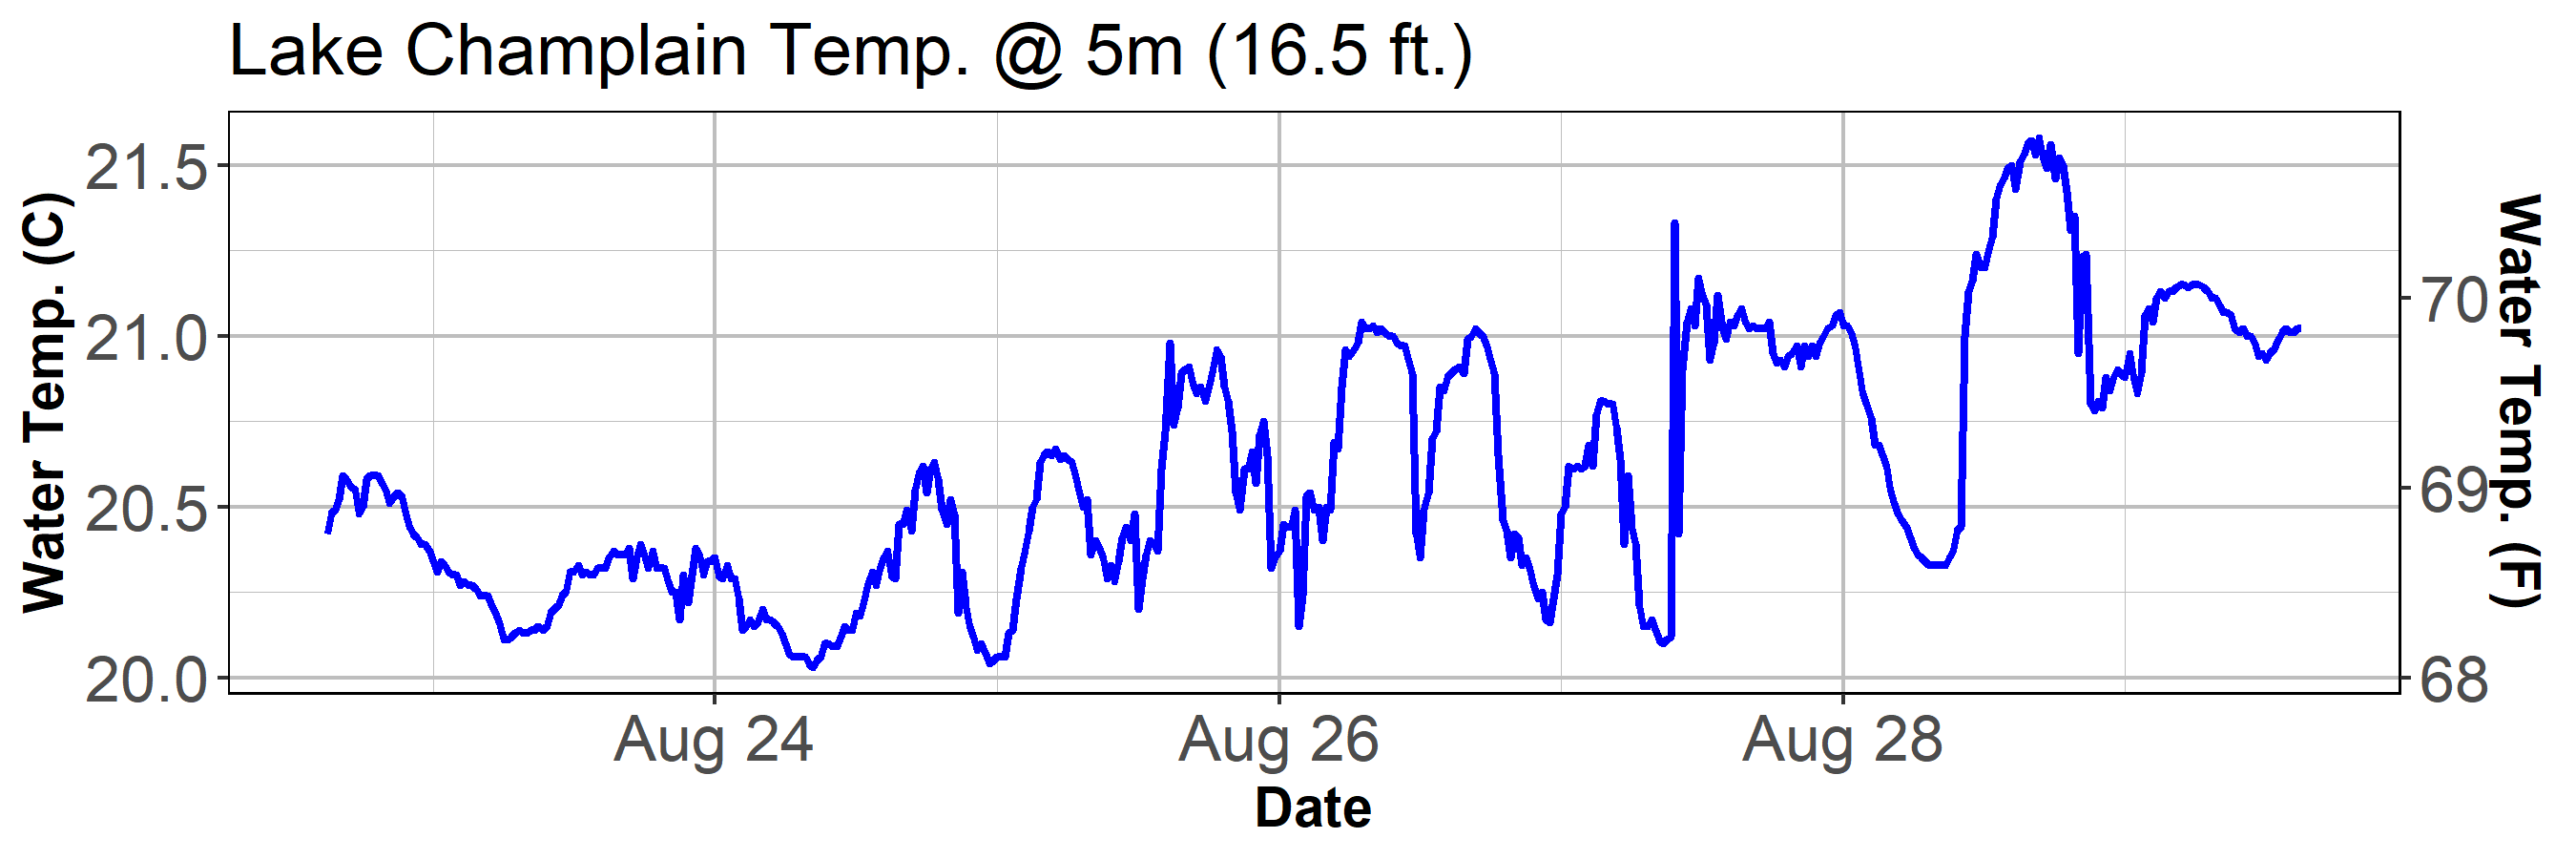 Lake Champlain Temp. @ 5m (16.5 ft.)
Water Temp. (C)
21.5
21.0
20.5
20.0
70
69
68
Water Temp. (F)
Aug 24
Aug 26
Aug 28
Date